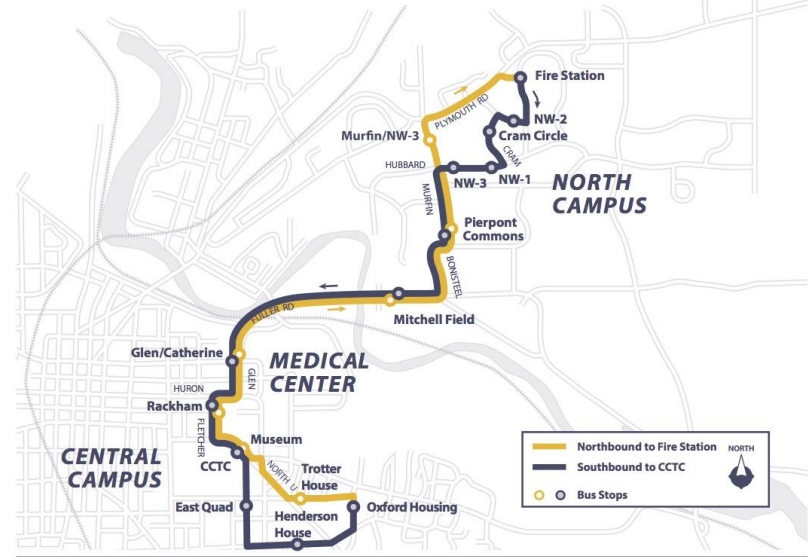 Fire Station
PLYMOUTH RD
NW-2
Murfin/NW-3
Cram Circle
HUBBARD
CRAM
NW-3
NW-1
NORTH
CAMPUS
MURFIN
Pierpont
Commons
BONISTEEL
FULLER RD
Mitchell Field
Glen/Catherine
MEDICAL
CENTER
GLEN
HURON
Rackham
FLETCHER
Museum
CENTRAL
CAMPUS
CCTC
NORTH U
Trotter
House
East Quad
Henderson
House
Oxford Housing
Northbound to Fire Station
Southbound to CCTC
Bus Stops
NORTH